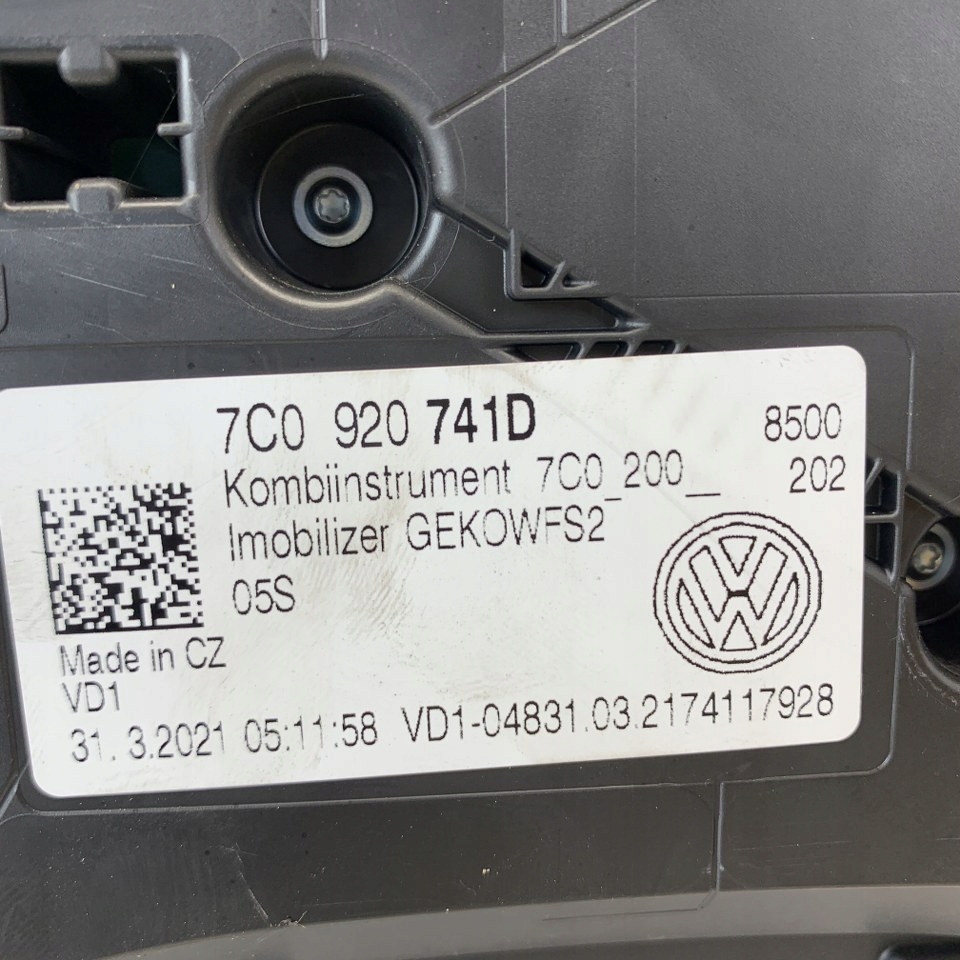 7C0 920 741D 8500
Kombiinstrument 7C0_200__ 202
Imobilizer GEKOWFS2
05S
Made in CZ
VD1
31. 3.2021 05:11:58 VD1-04831.03.2174117928